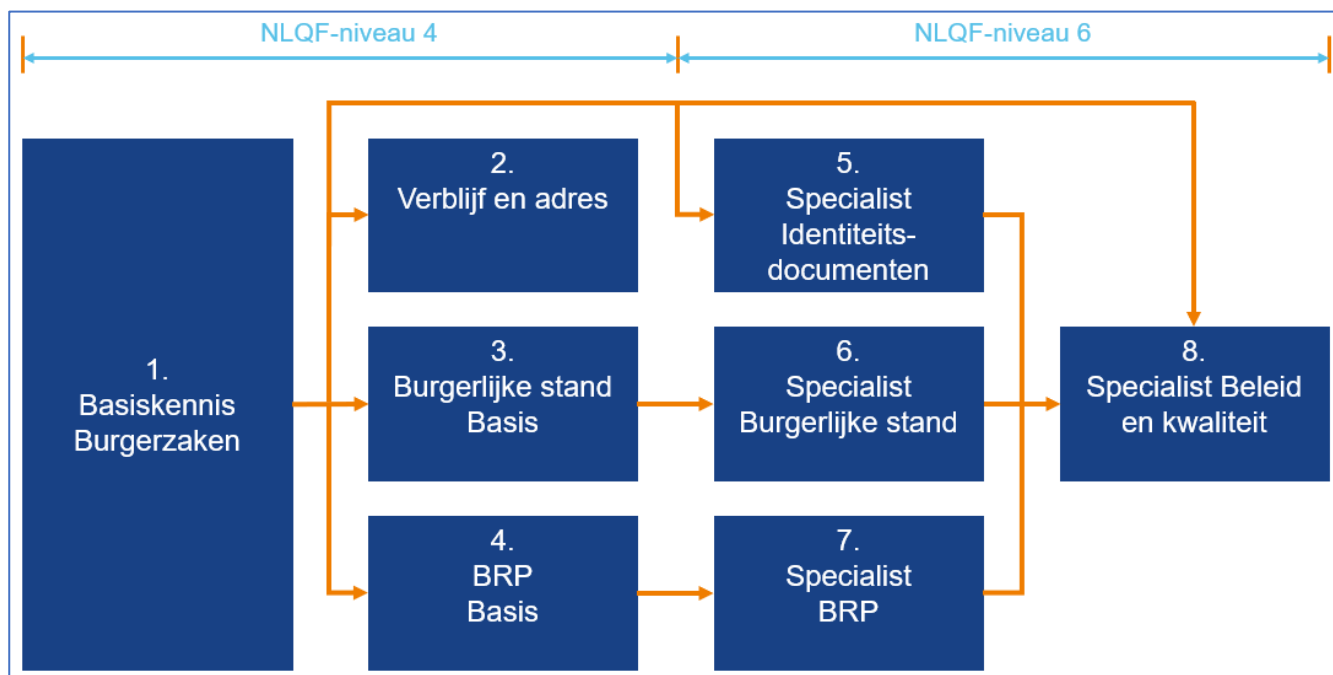 NLQF-niveau 4
NLQF-niveau 6
1.
Basiskennis
Burgerzaken
2.
Verblijf en adres
3.
Burgerlijke stand
Basis
4.
BRP
Basis
5.
Specialist
Identiteits-
documenten
6.
Specialist
Burgerlijke stand
7.
Specialist
BRP
8.
Specialist Beleid
en kwaliteit